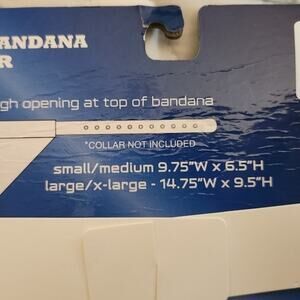 BANDANA
R
gh opening at top of bandana
*COLLAR NOT INCLUDED
small/medium 9.75"W x 6.5"H
large/x-large - 14.75"W x 9.5"H